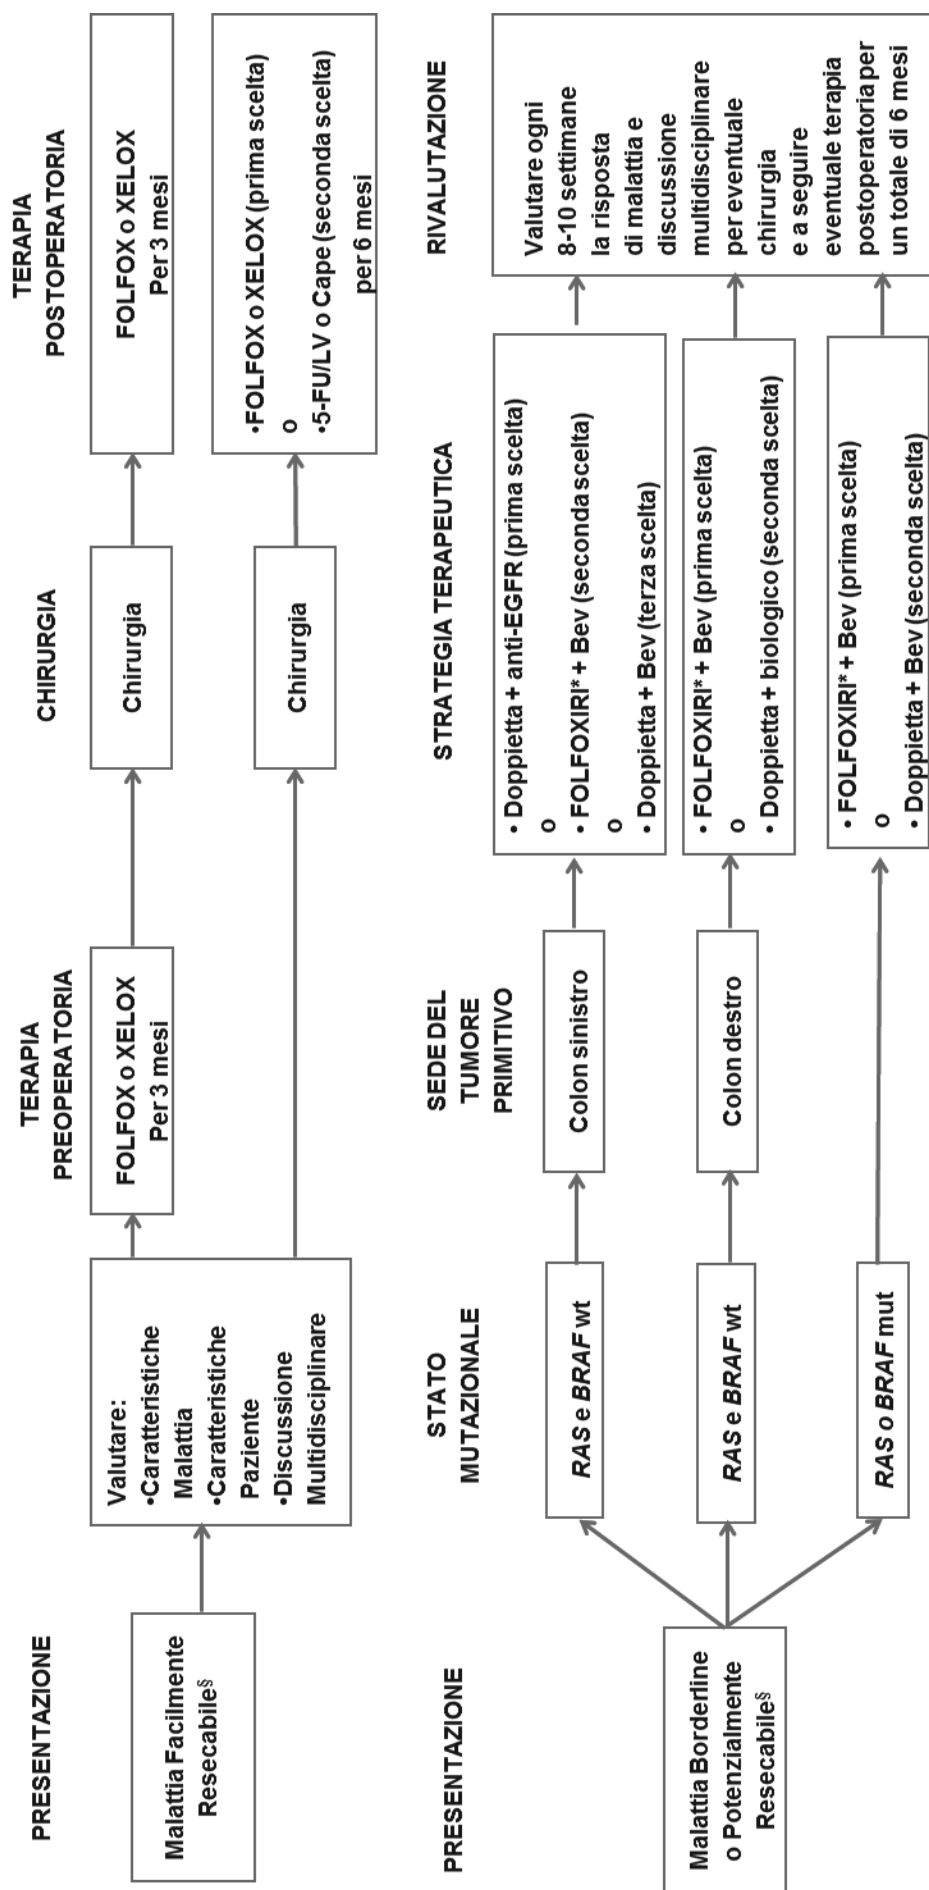 PRESENTAZIONE
Malattia Facilmente
Resecabile§
Valutare:
•Caratteristiche
Malattia
•Caratteristiche
Paziente
•Discussione
Multidisciplinare
TERAPIA
PREOPERATORIA
FOLFOX o XELOX
Per 3 mesi
CHIRURGIA
Chirurgia
Chirurgia
TERAPIA
POSTOPERATORIA
FOLFOX o XELOX
Per 3 mesi
•FOLFOX o XELOX (prima scelta)
o
•5-FU/LV o Cape (seconda scelta)
per 6 mesi
PRESENTAZIONE
Malattia Borderline
o Potenzialmente
Resecabile§
STATO
MUTAZIONALE
RAS e BRAF wt
RAS e BRAF wt
RAS o BRAF mut
SEDE DEL
TUMORE
PRIMITIVO
Colon sinistro
Colon destro
STRATEGIA TERAPEUTICA
• Doppietta + anti-EGFR (prima scelta)
o
• FOLFOXIRI* + Bev (seconda scelta)
o
• Doppietta + Bev (terza scelta)
• FOLFOXIRI* + Bev (prima scelta)
o
• Doppietta + biologico (seconda scelta)
• FOLFOXIRI* + Bev (prima scelta)
o
• Doppietta + Bev (seconda scelta)
RIVALUTAZIONE
Valutare ogni
8-10 settimane
la risposta
di malattia e
discussione
multidisciplinare
per eventuale
chirurgia
e a seguire
eventuale terapia
postoperatoria per
un totale di 6 mesi